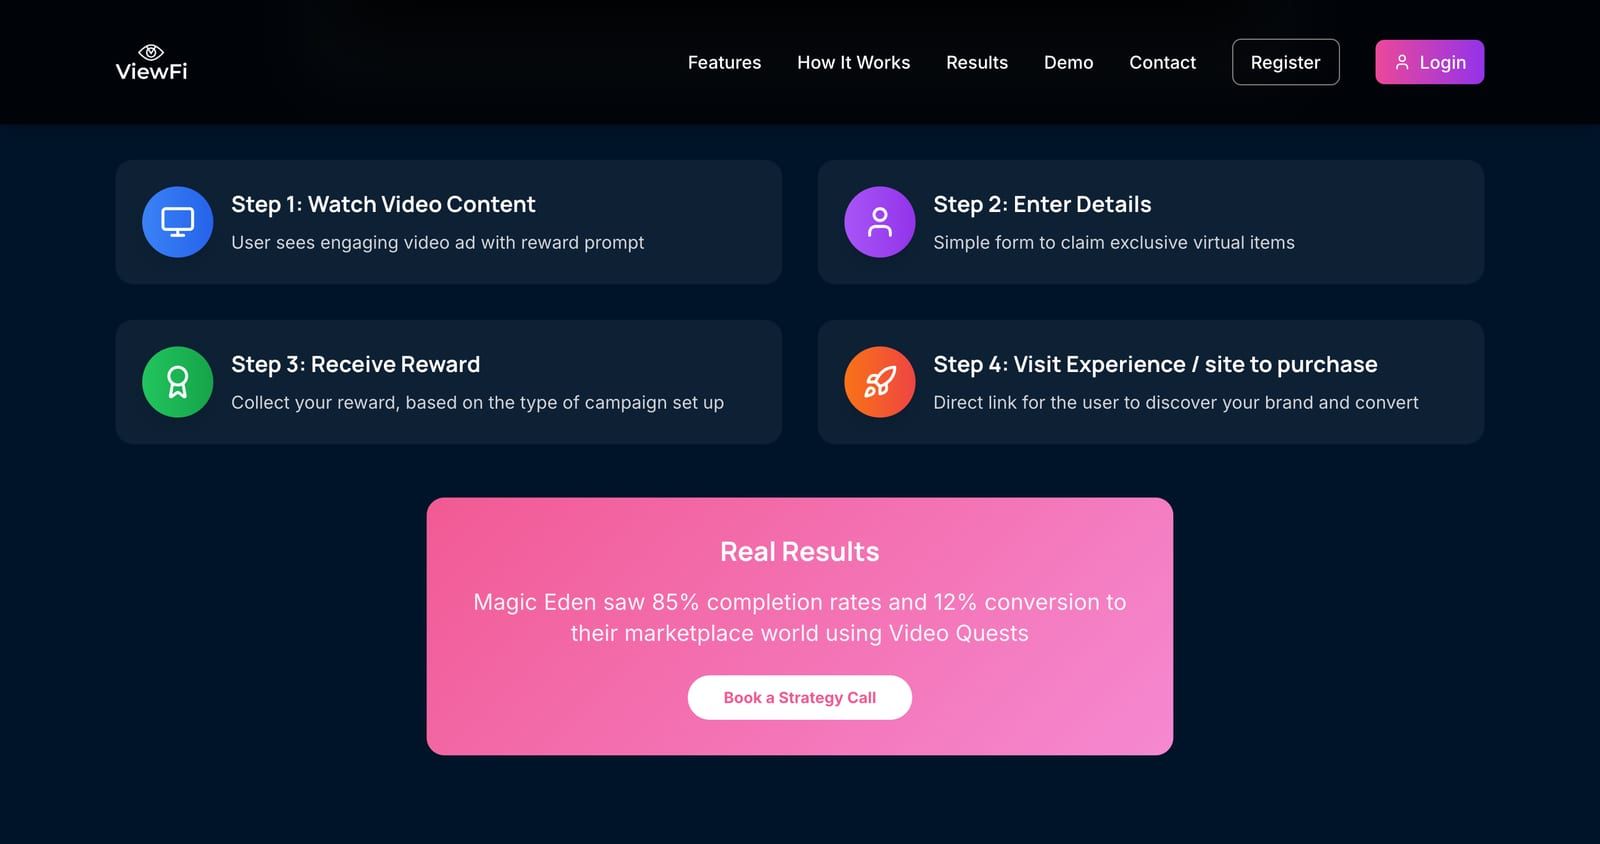 ViewFi
Features
How It Works
Results
Demo
Contact
Register
Login
Step 1: Watch Video Content
User sees engaging video ad with reward prompt
Step 2: Enter Details
Simple form to claim exclusive virtual items
Step 3: Receive Reward
Collect your reward, based on the type of campaign set up
Step 4: Visit Experience / site to purchase
Direct link for the user to discover your brand and convert
Real Results
Magic Eden saw 85% completion rates and 12% conversion to
their marketplace world using Video Quests
Book a Strategy Call